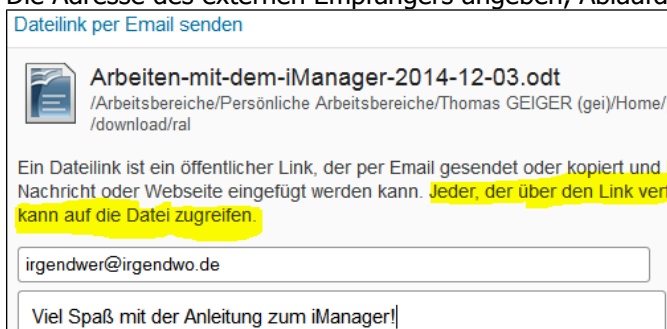 Die Adresse des externen Empfängers angeben, Ablaufd
Dateilink per Email senden
Arbeiten-mit-dem-iManager-2014-12-03.odt
/Arbeitsbereiche/Persönliche Arbeitsbereiche/Thomas GEIGER (gei)/Home/
/download/ral
Ein Dateilink ist ein öffentlicher Link, der per Email gesendet oder kopiert und
Nachricht oder Webseite eingefügt werden kann. Jeder, der über den Link verf
kann auf die Datei zugreifen.
irgendwer@irgendwo.de
Viel Spaß mit der Anleitung zum iManager!